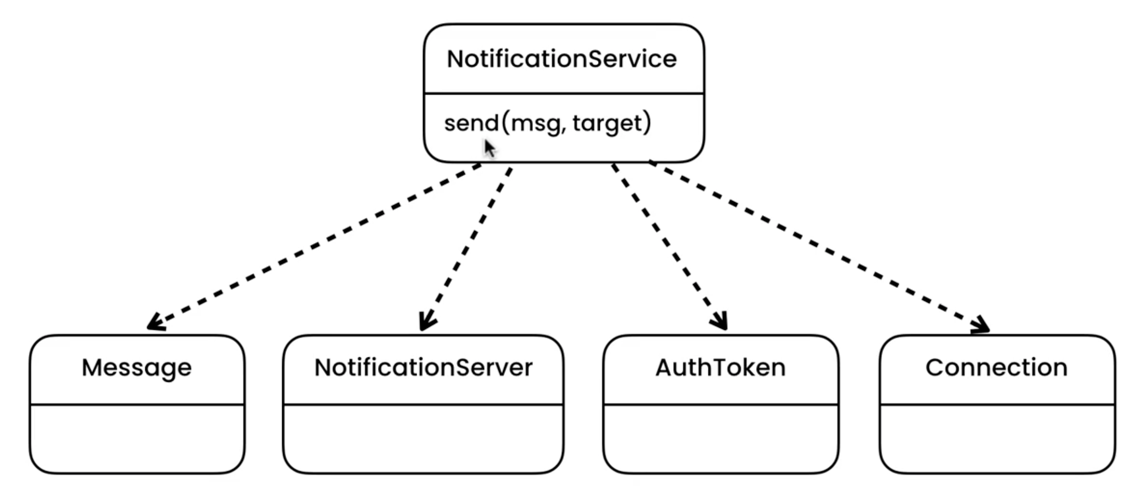 NotificationService
send(msg, target)
Message
NotificationServer
AuthToken
Connection